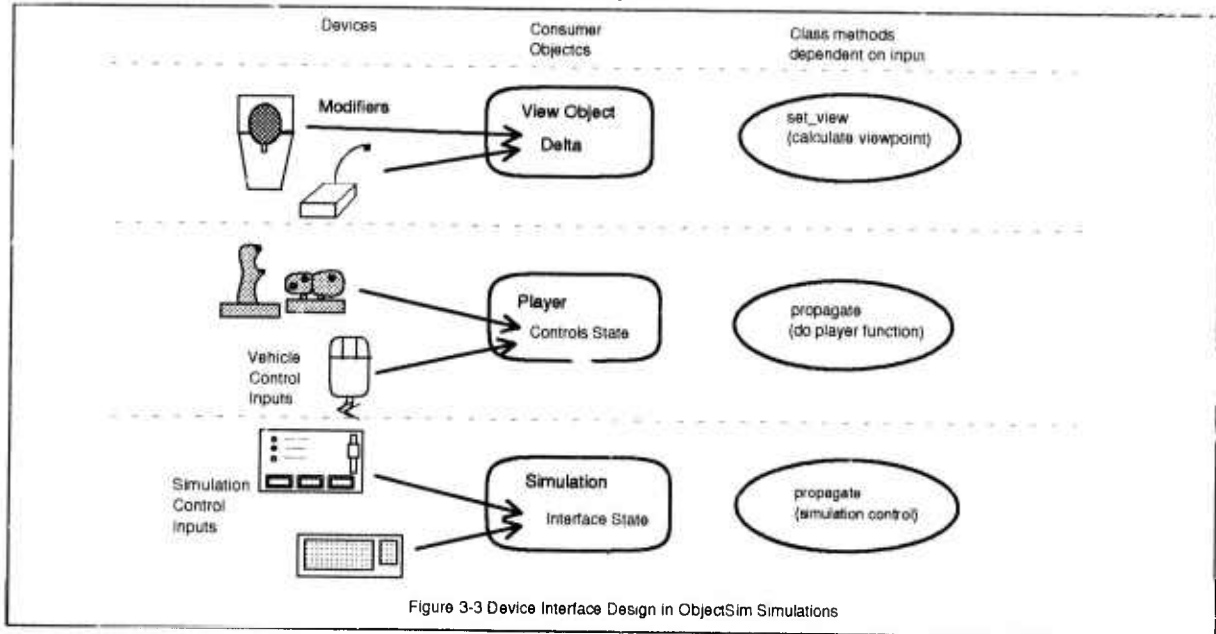 Devices
Consumer
Objectcs
Class methods
dependent on input
Modifiers
View Object
Delta
set_view
(calculate viewpoint)
Player
Controls State
propagate
(do player function)
Vehicle
Control
Inputs
Simulation
Control
Inputs
Simulation
Interface State
propagate
(simulation control)
Figure 3-3 Device Interface Design in ObjectSim Simulations